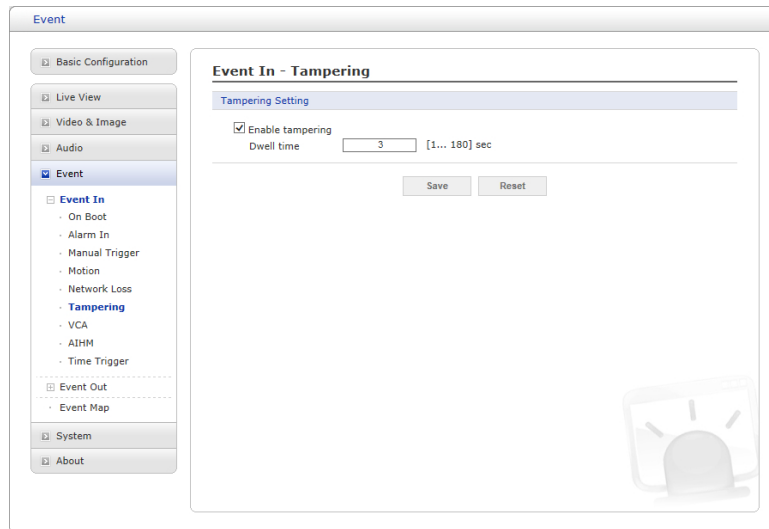 Event
Basic Configuration
Live View
Video & Image
Audio
Event
Event In
On Boot
Alarm In
Manual Trigger
Motion
Network Loss
Tampering
VCA
AIHM
Time Trigger
Event Out
Event Map
System
About
Event In - Tampering
Tampering Setting
Enable tampering
Dwell time 3 [1... 180] sec
Save Reset